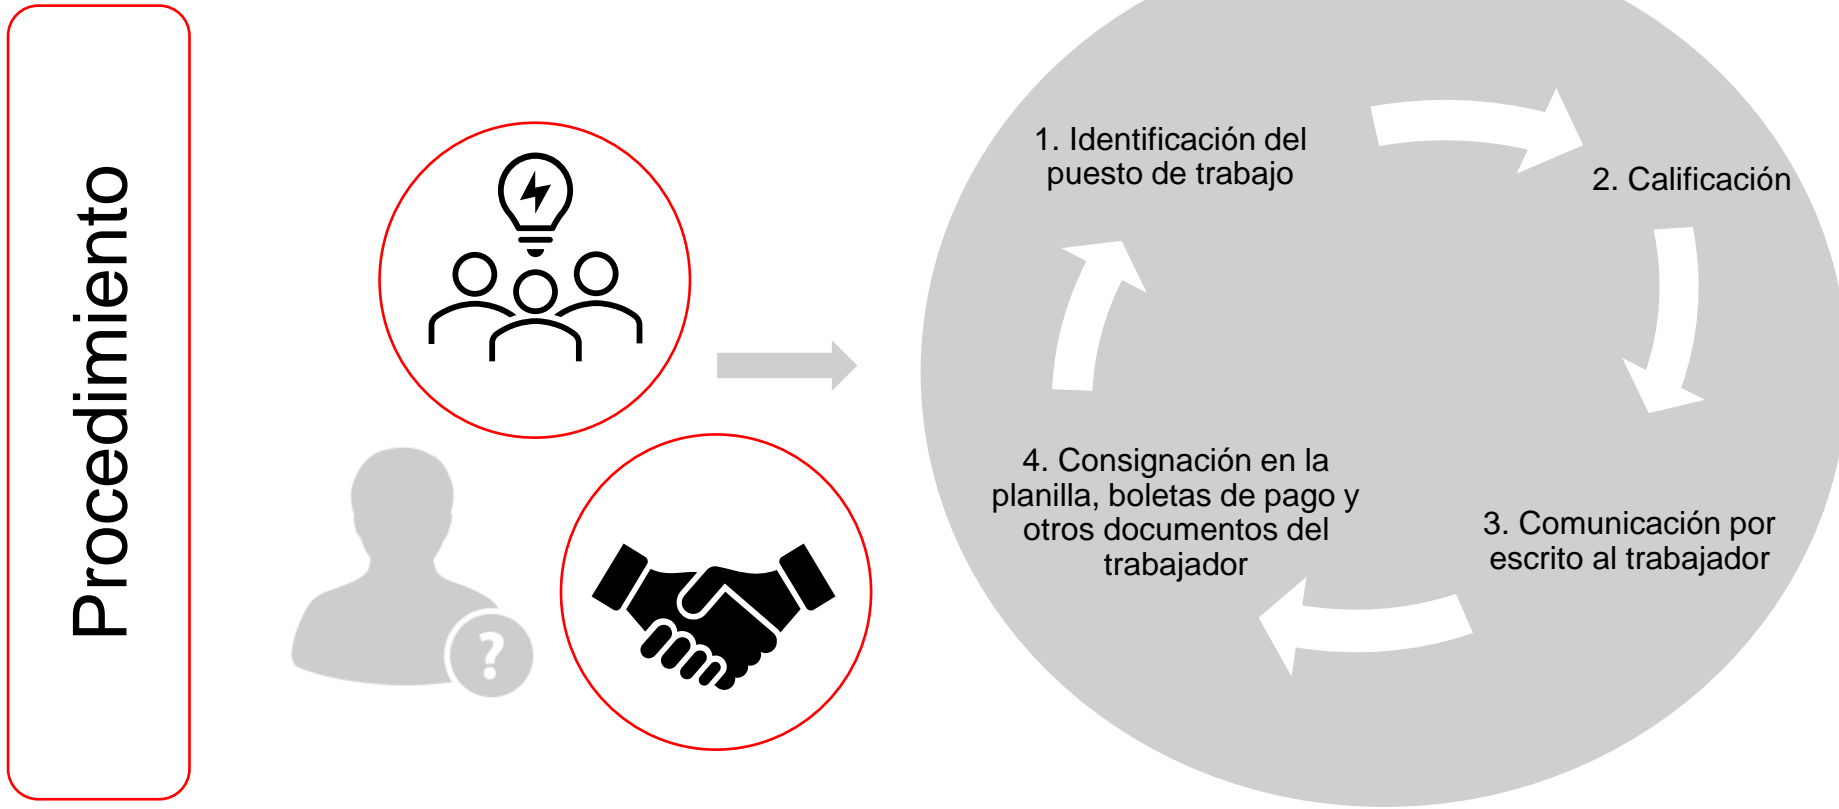 Procedimiento
1. Identificación del
puesto de trabajo
2. Calificación
3. Comunicación por
escrito al trabajador
4. Consignación en la
planilla, boletas de pago y
otros documentos del
trabajador
?